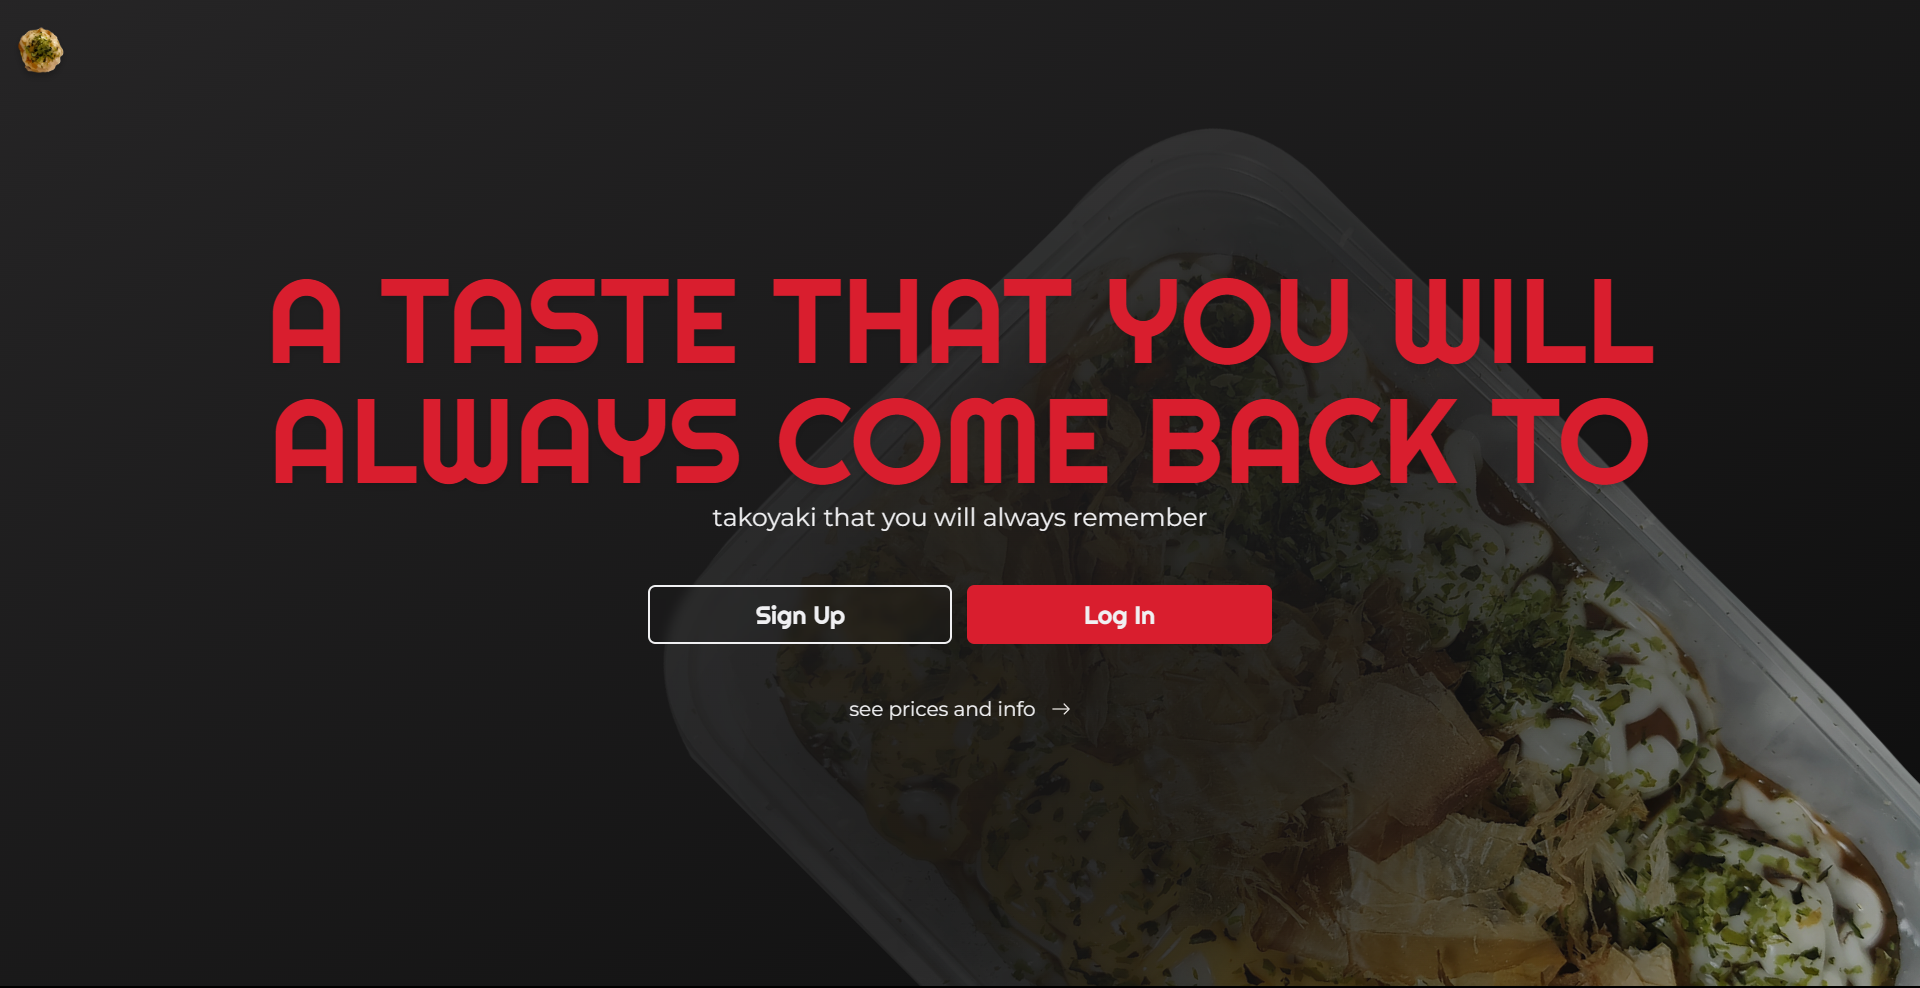 A TASTE THAT YOU WILL
ALWAYS COME BACK TO
takoyaki that you will always remember
Sign Up
Log In
see prices and info →